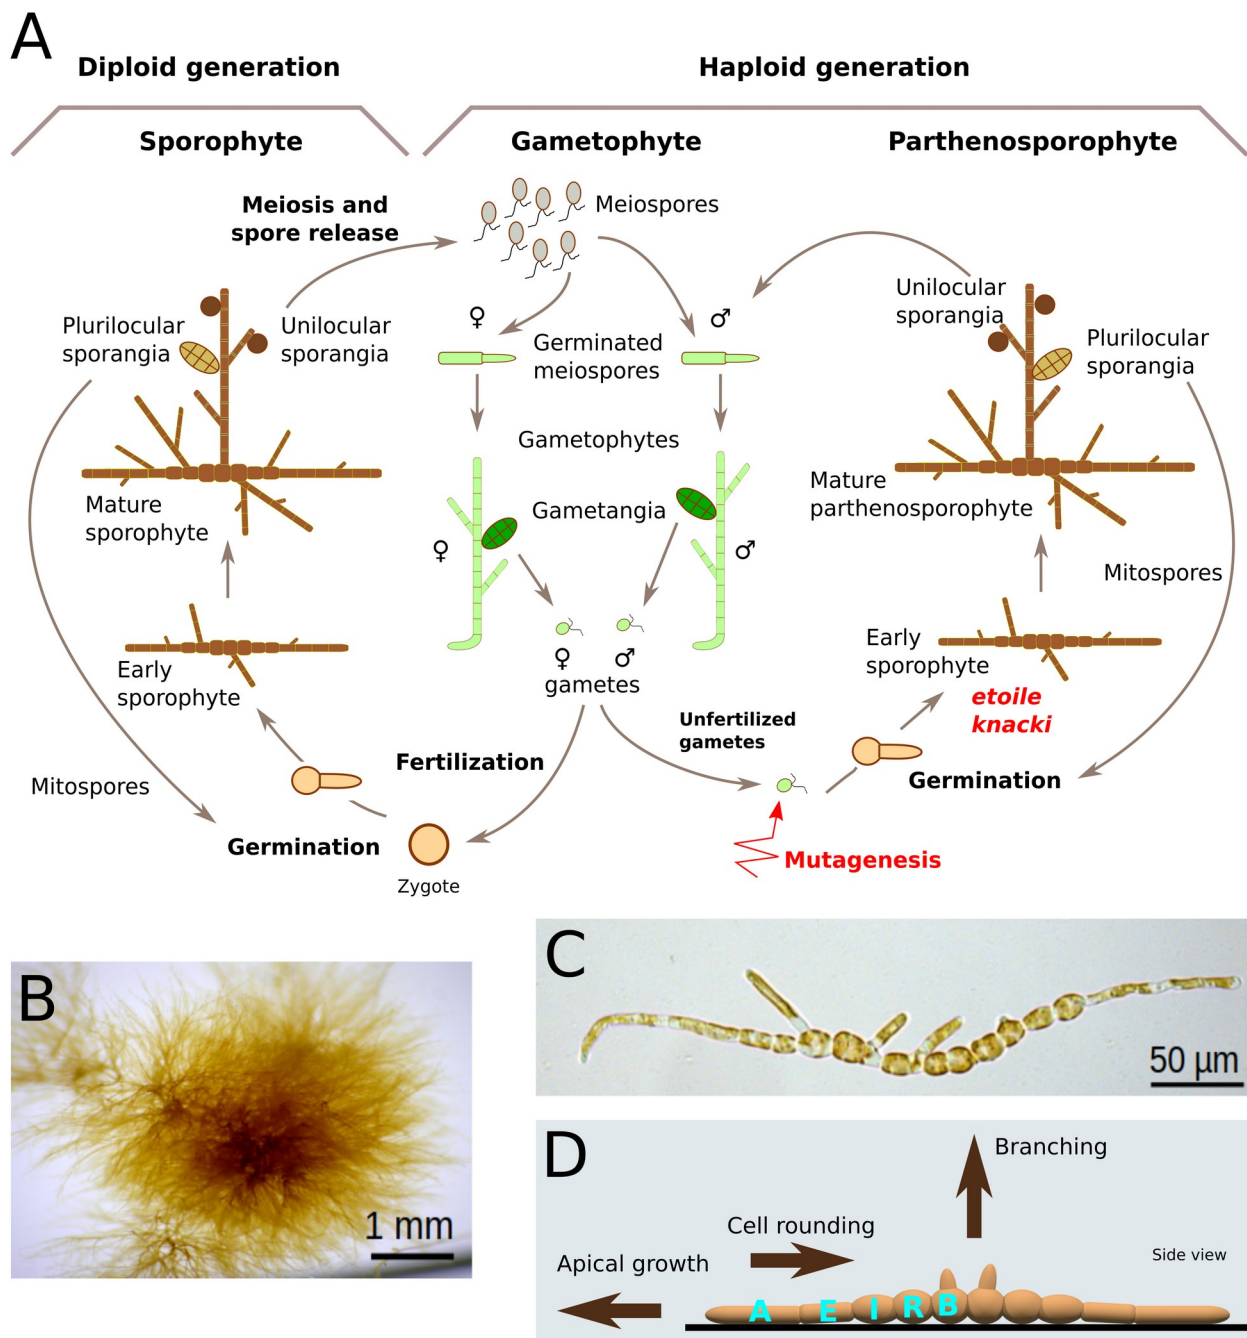 A
Diploid generation
Haploid generation
Sporophyte
Gametophyte
Parthenosporophyte
Meiosis and
spore release
Meiospores
♀
♂
Plurilocular
sporangia
Unilocular
sporangia
Germinated
meiospores
Unilocular
sporangia
Plurilocular
sporangia
Gametophytes
Mature
sporophyte
Gametangia
♀
♂
Mature
parthenosporophyte
Mitospores
Early
sporophyte
♀ ♂
gametes
Early
sporophyte
etoile
knacki
Unfertilized
gametes
Fertilization
Mitospores
Germination
Germination
Zygote
Mutagenesis
B
1 mm
C
50 µm
D
Branching
Cell rounding
Apical growth
Side view
A E I R B